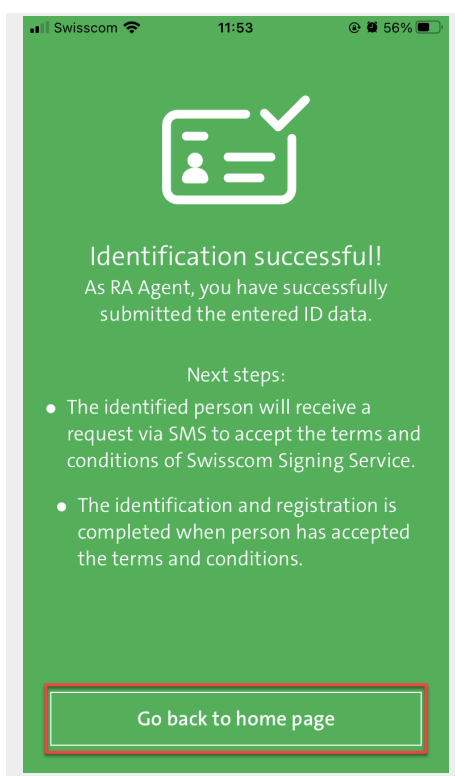 Swisscom 11:53 56%
Identification successful!
As RA Agent, you have successfully
submitted the entered ID data.
Next steps:
• The identified person will receive a
request via SMS to accept the terms and
conditions of Swisscom Signing Service.
• The identification and registration is
completed when person has accepted
the terms and conditions.
Go back to home page